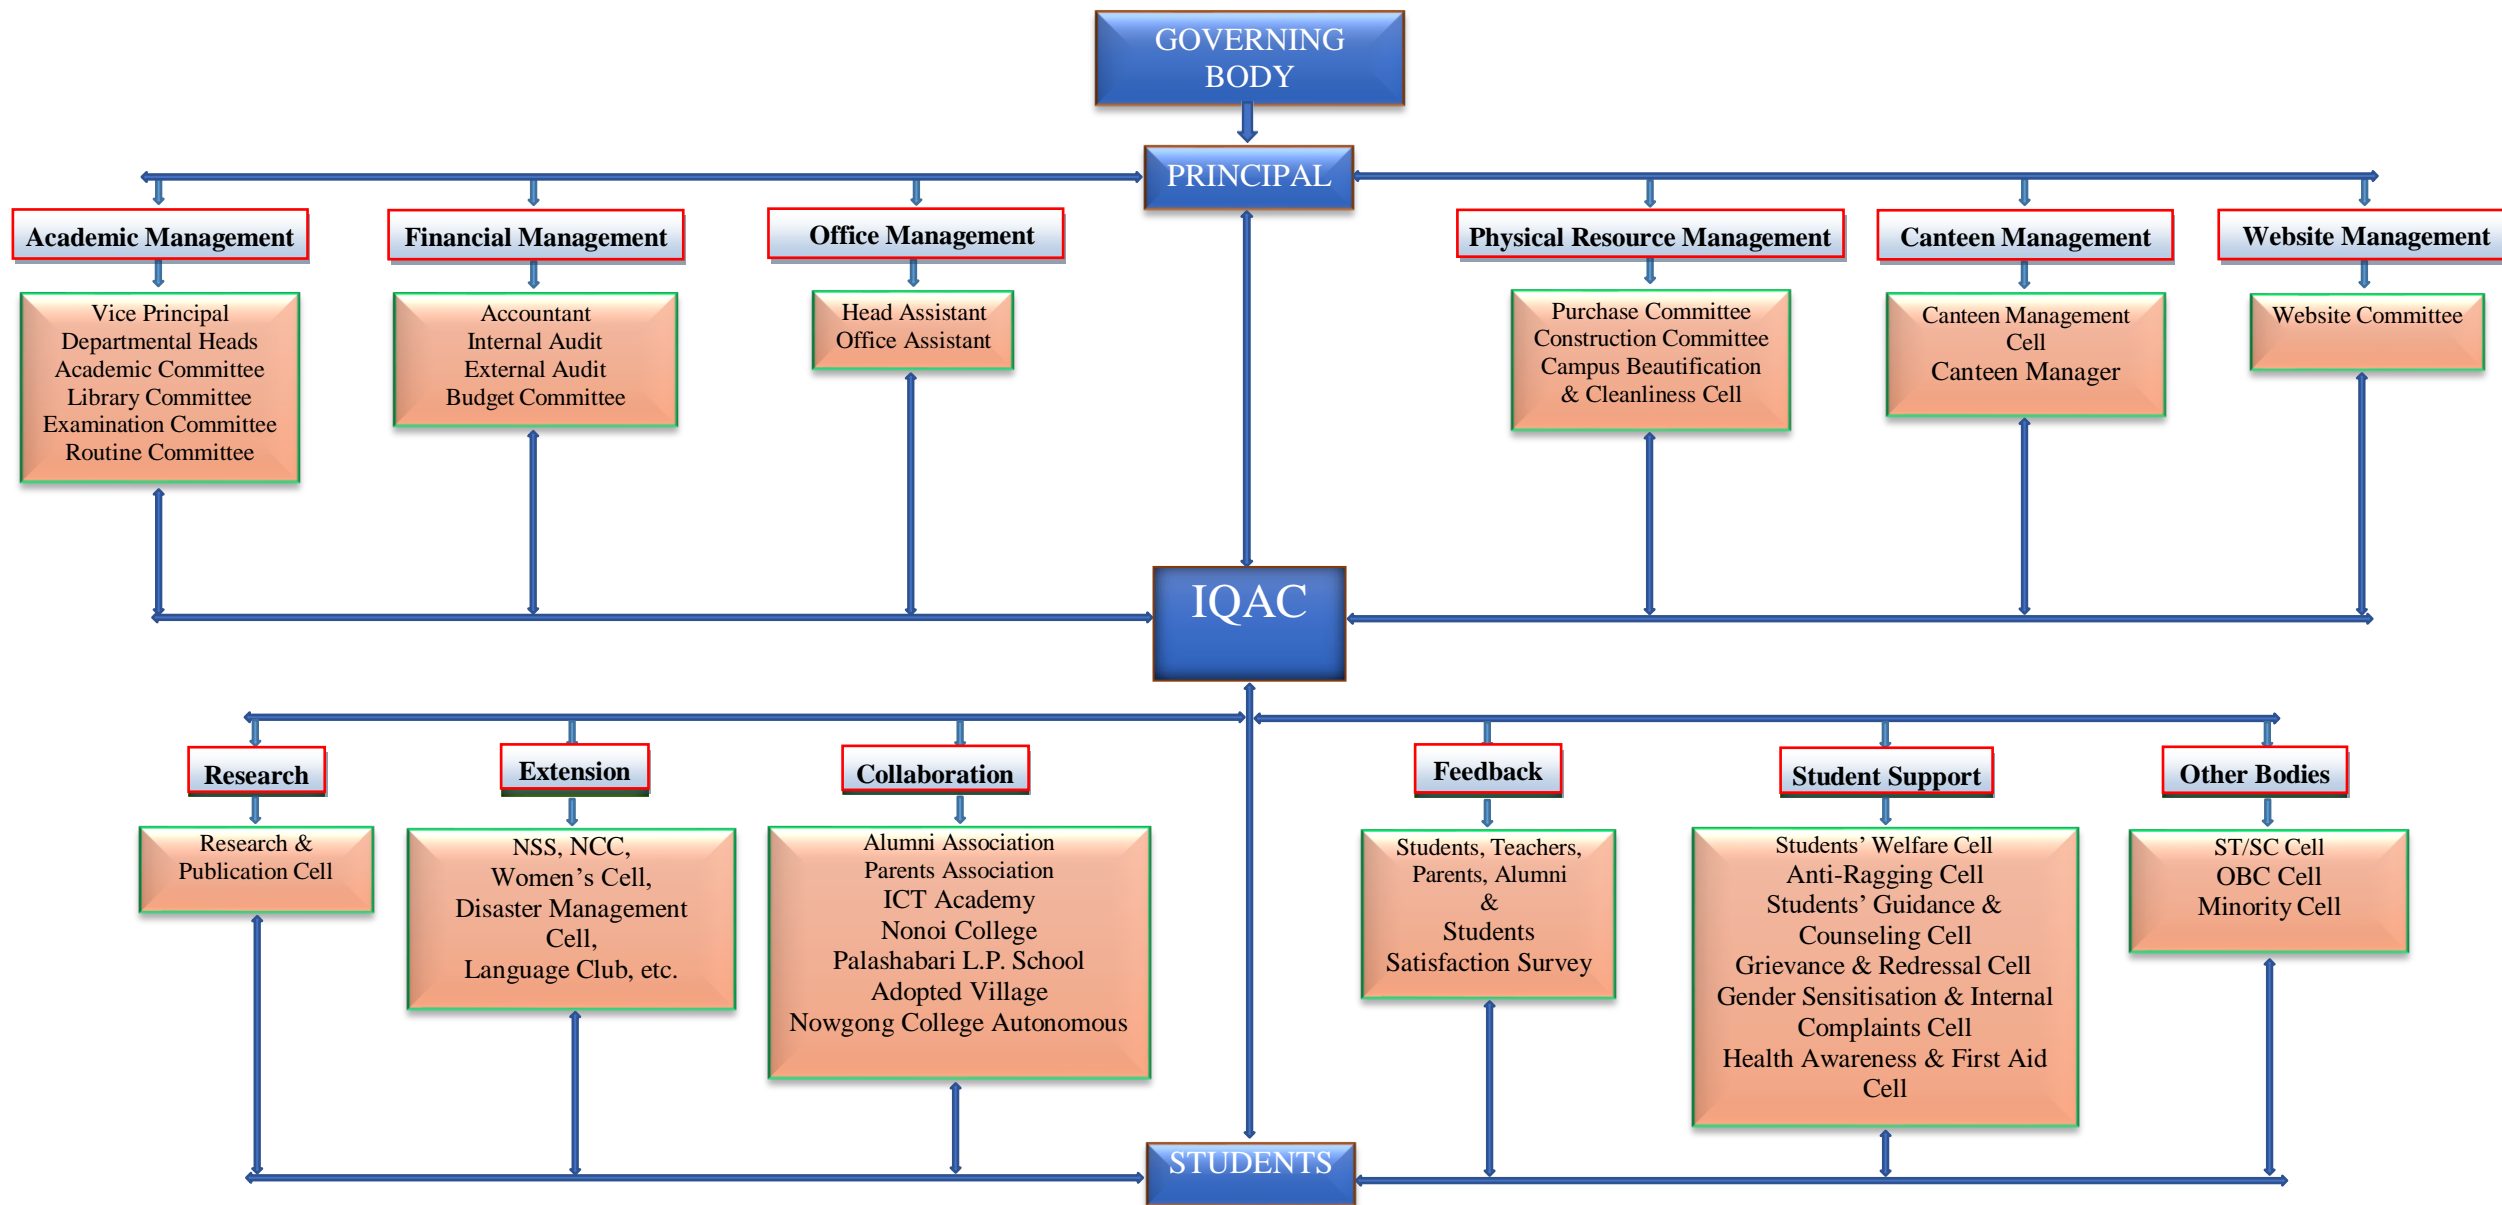 GOVERNING
BODY
PRINCIPAL
Academic Management
Financial Management
Office Management
Physical Resource Management
Canteen Management
Website Management
Vice Principal
Departmental Heads
Academic Committee
Library Committee
Examination Committee
Routine Committee
Accountant
Internal Audit
External Audit
Budget Committee
Head Assistant
Office Assistant
Purchase Committee
Construction Committee
Campus Beautification
& Cleanliness Cell
Canteen Management
Cell
Canteen Manager
Website Committee
IQAC
Research
Extension
Collaboration
Feedback
Student Support
Other Bodies
Research &
Publication Cell
NSS, NCC,
Women’s Cell,
Disaster Management
Cell,
Language Club, etc.
Alumni Association
Parents Association
ICT Academy
Nonoi College
Palashabari L.P. School
Adopted Village
Nowgong College Autonomous
Students, Teachers,
Parents, Alumni
&
Students
Satisfaction Survey
Students’ Welfare Cell
Anti-Ragging Cell
Students’ Guidance &
Counseling Cell
Grievance & Redressal Cell
Gender Sensitisation & Internal
Complaints Cell
Health Awareness & First Aid
Cell
ST/SC Cell
OBC Cell
Minority Cell
STUDENTS